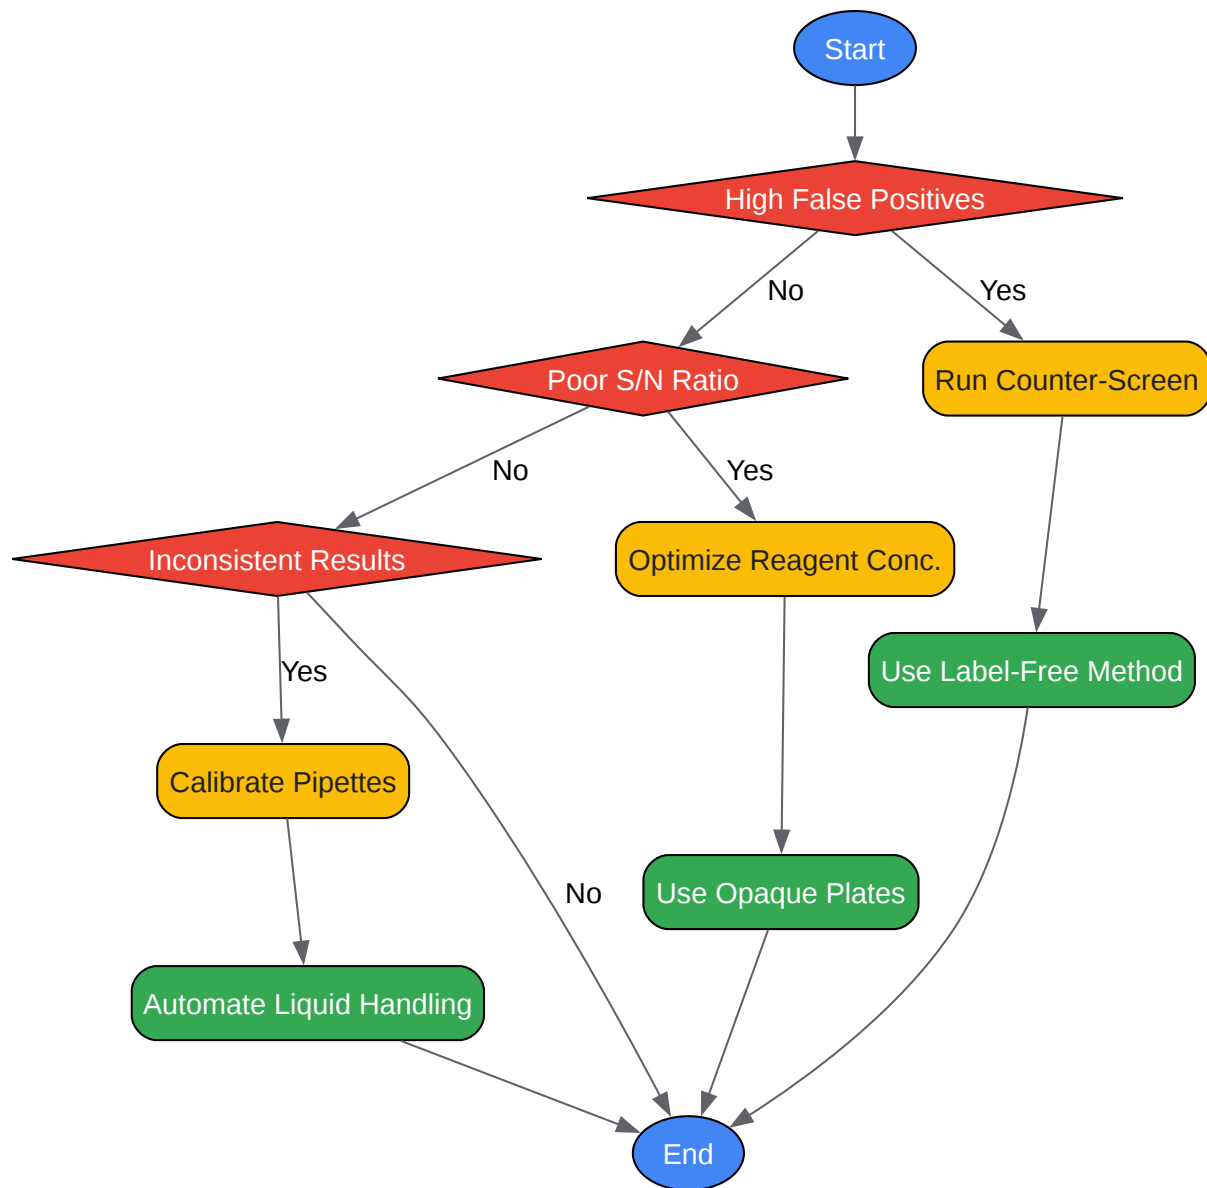 Start
High False Positives
No
Yes
Poor S/N Ratio
Run Counter-Screen
No
Yes
Inconsistent Results
Optimize Reagent Conc.
Yes
Use Label-Free Method
Calibrate Pipettes
No
Use Opaque Plates
Automate Liquid Handling
End